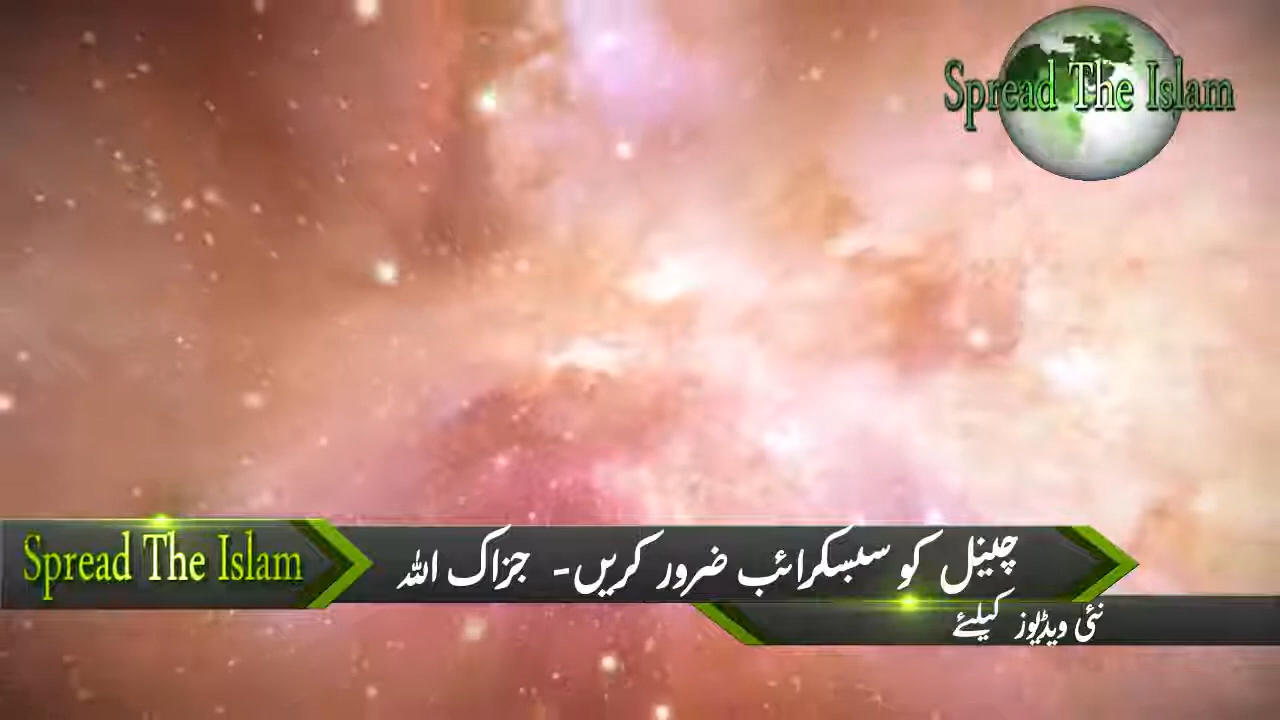 Spread The Islam
Spread The Islam
چینل کو سبسکرائب ضرور کریں۔ جزاک اللہ
نئی ویڈیوز کیلئے